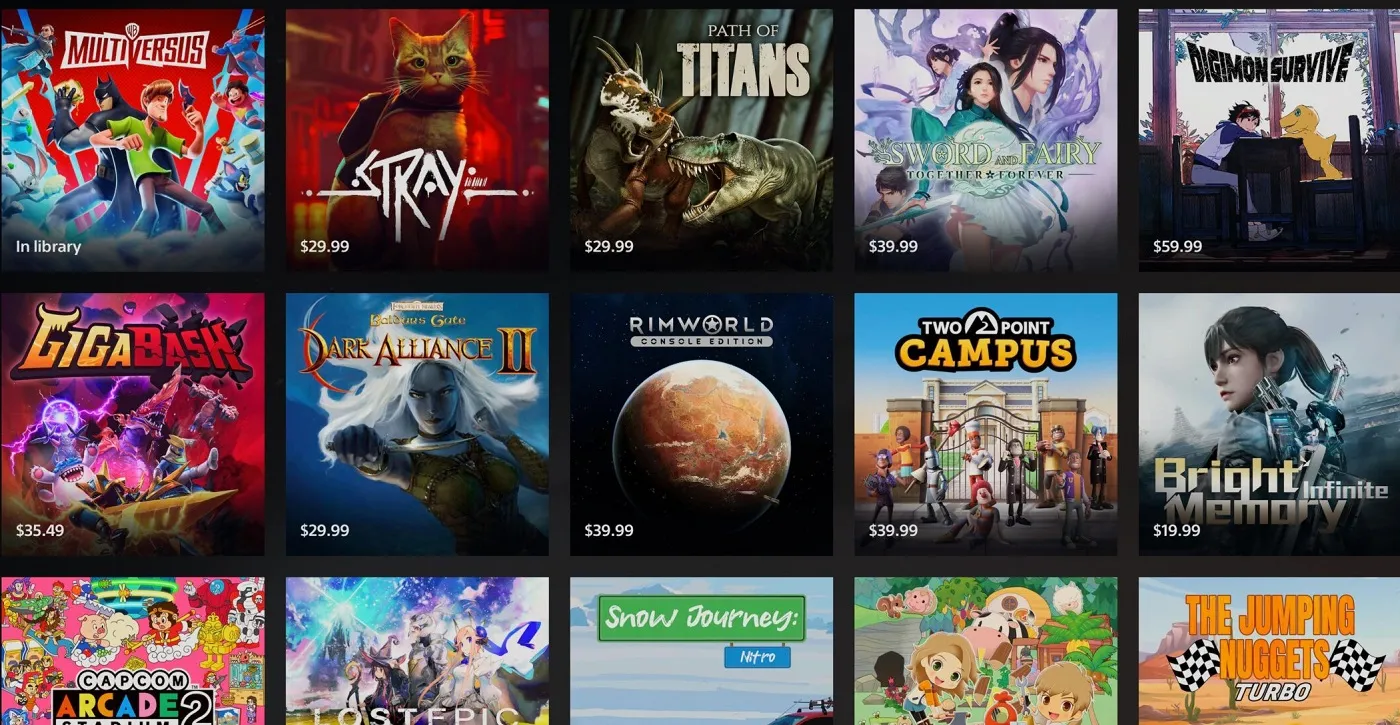 MULTIVERSUS
In library
STRAY
$29.99
PATH OF
TITANS
$29.99
SWORD AND FAIRY
TOGETHER★FOREVER
$39.99
DIGIMON SURVIVE
$59.99
GIGABASH
$35.49
Baldurs Gate
DARK ALLIANCE II
$29.99
RIMWORLD
CONSOLE EDITION
$39.99
TWO POINT
CAMPUS
$39.99
Bright
Memory Infinite
$19.99
CAPCOM
ARCADE 2
STADIUM
LOST EPIC
Snow Journey:
Nitro
THE JUMPING
NUGGETS
TURBO